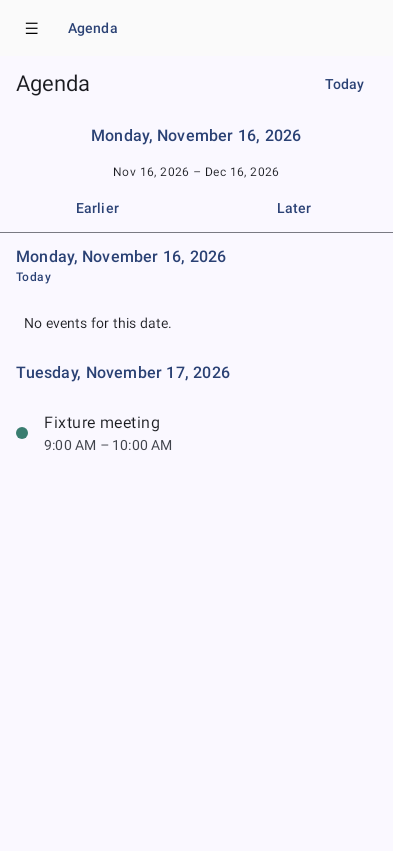 ☰ Agenda
Agenda
Today
Monday, November 16, 2026
Nov 16, 2026 – Dec 16, 2026
Earlier
Later
Monday, November 16, 2026
Today
No events for this date.
Tuesday, November 17, 2026
Fixture meeting
9:00 AM – 10:00 AM